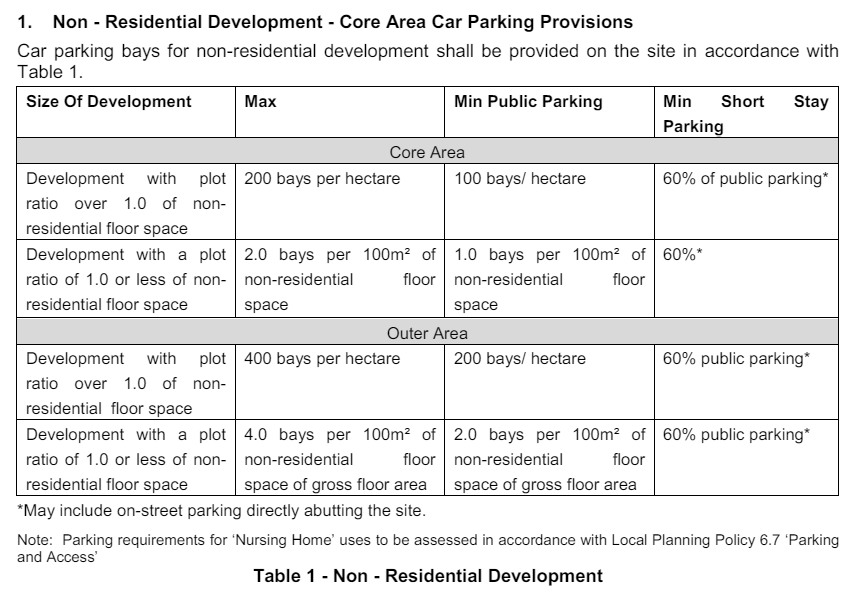 1. Non - Residential Development - Core Area Car Parking Provisions
Car parking bays for non-residential development shall be provided on the site in accordance with
Table 1.
Size Of Development
Max
Min Public Parking
Min Short Stay
Parking
Core Area
Development with plot
ratio over 1.0 of non-
residential floor space
200 bays per hectare
100 bays/ hectare
60% of public parking*
Development with a plot
ratio of 1.0 or less of non-
residential floor space
2.0 bays per 100m² of
non-residential floor
space
1.0 bays per 100m² of
non-residential floor
space
60%*
Outer Area
Development with plot
ratio over 1.0 of non-
residential floor space
400 bays per hectare
200 bays/ hectare
60% public parking*
Development with a plot
ratio of 1.0 or less of non-
residential floor space
4.0 bays per 100m² of
non-residential floor
space of gross floor area
2.0 bays per 100m² of
non-residential floor
space of gross floor area
60% public parking*
*May include on-street parking directly abutting the site.
Note: Parking requirements for ‘Nursing Home’ uses to be assessed in accordance with Local Planning Policy 6.7 ‘Parking
and Access’
Table 1 - Non - Residential Development